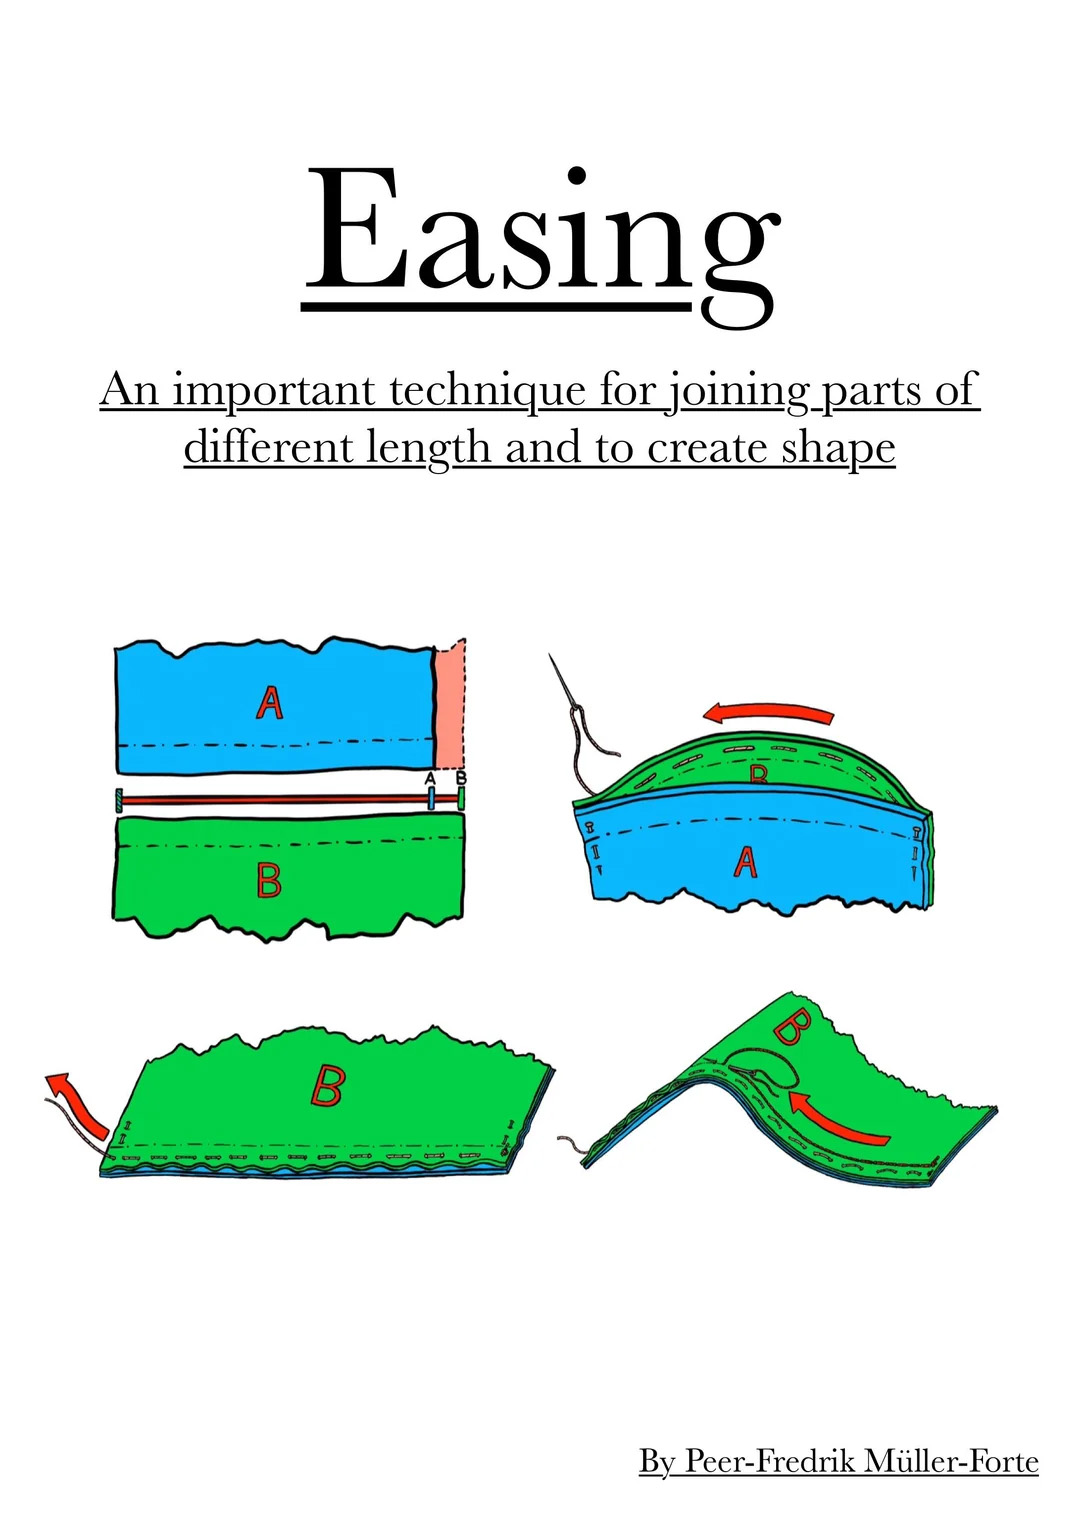 Easing
An important technique for joining parts of
different length and to create shape
A
A B
B
B
A
B
B
By Peer-Fredrik Müller-Forte